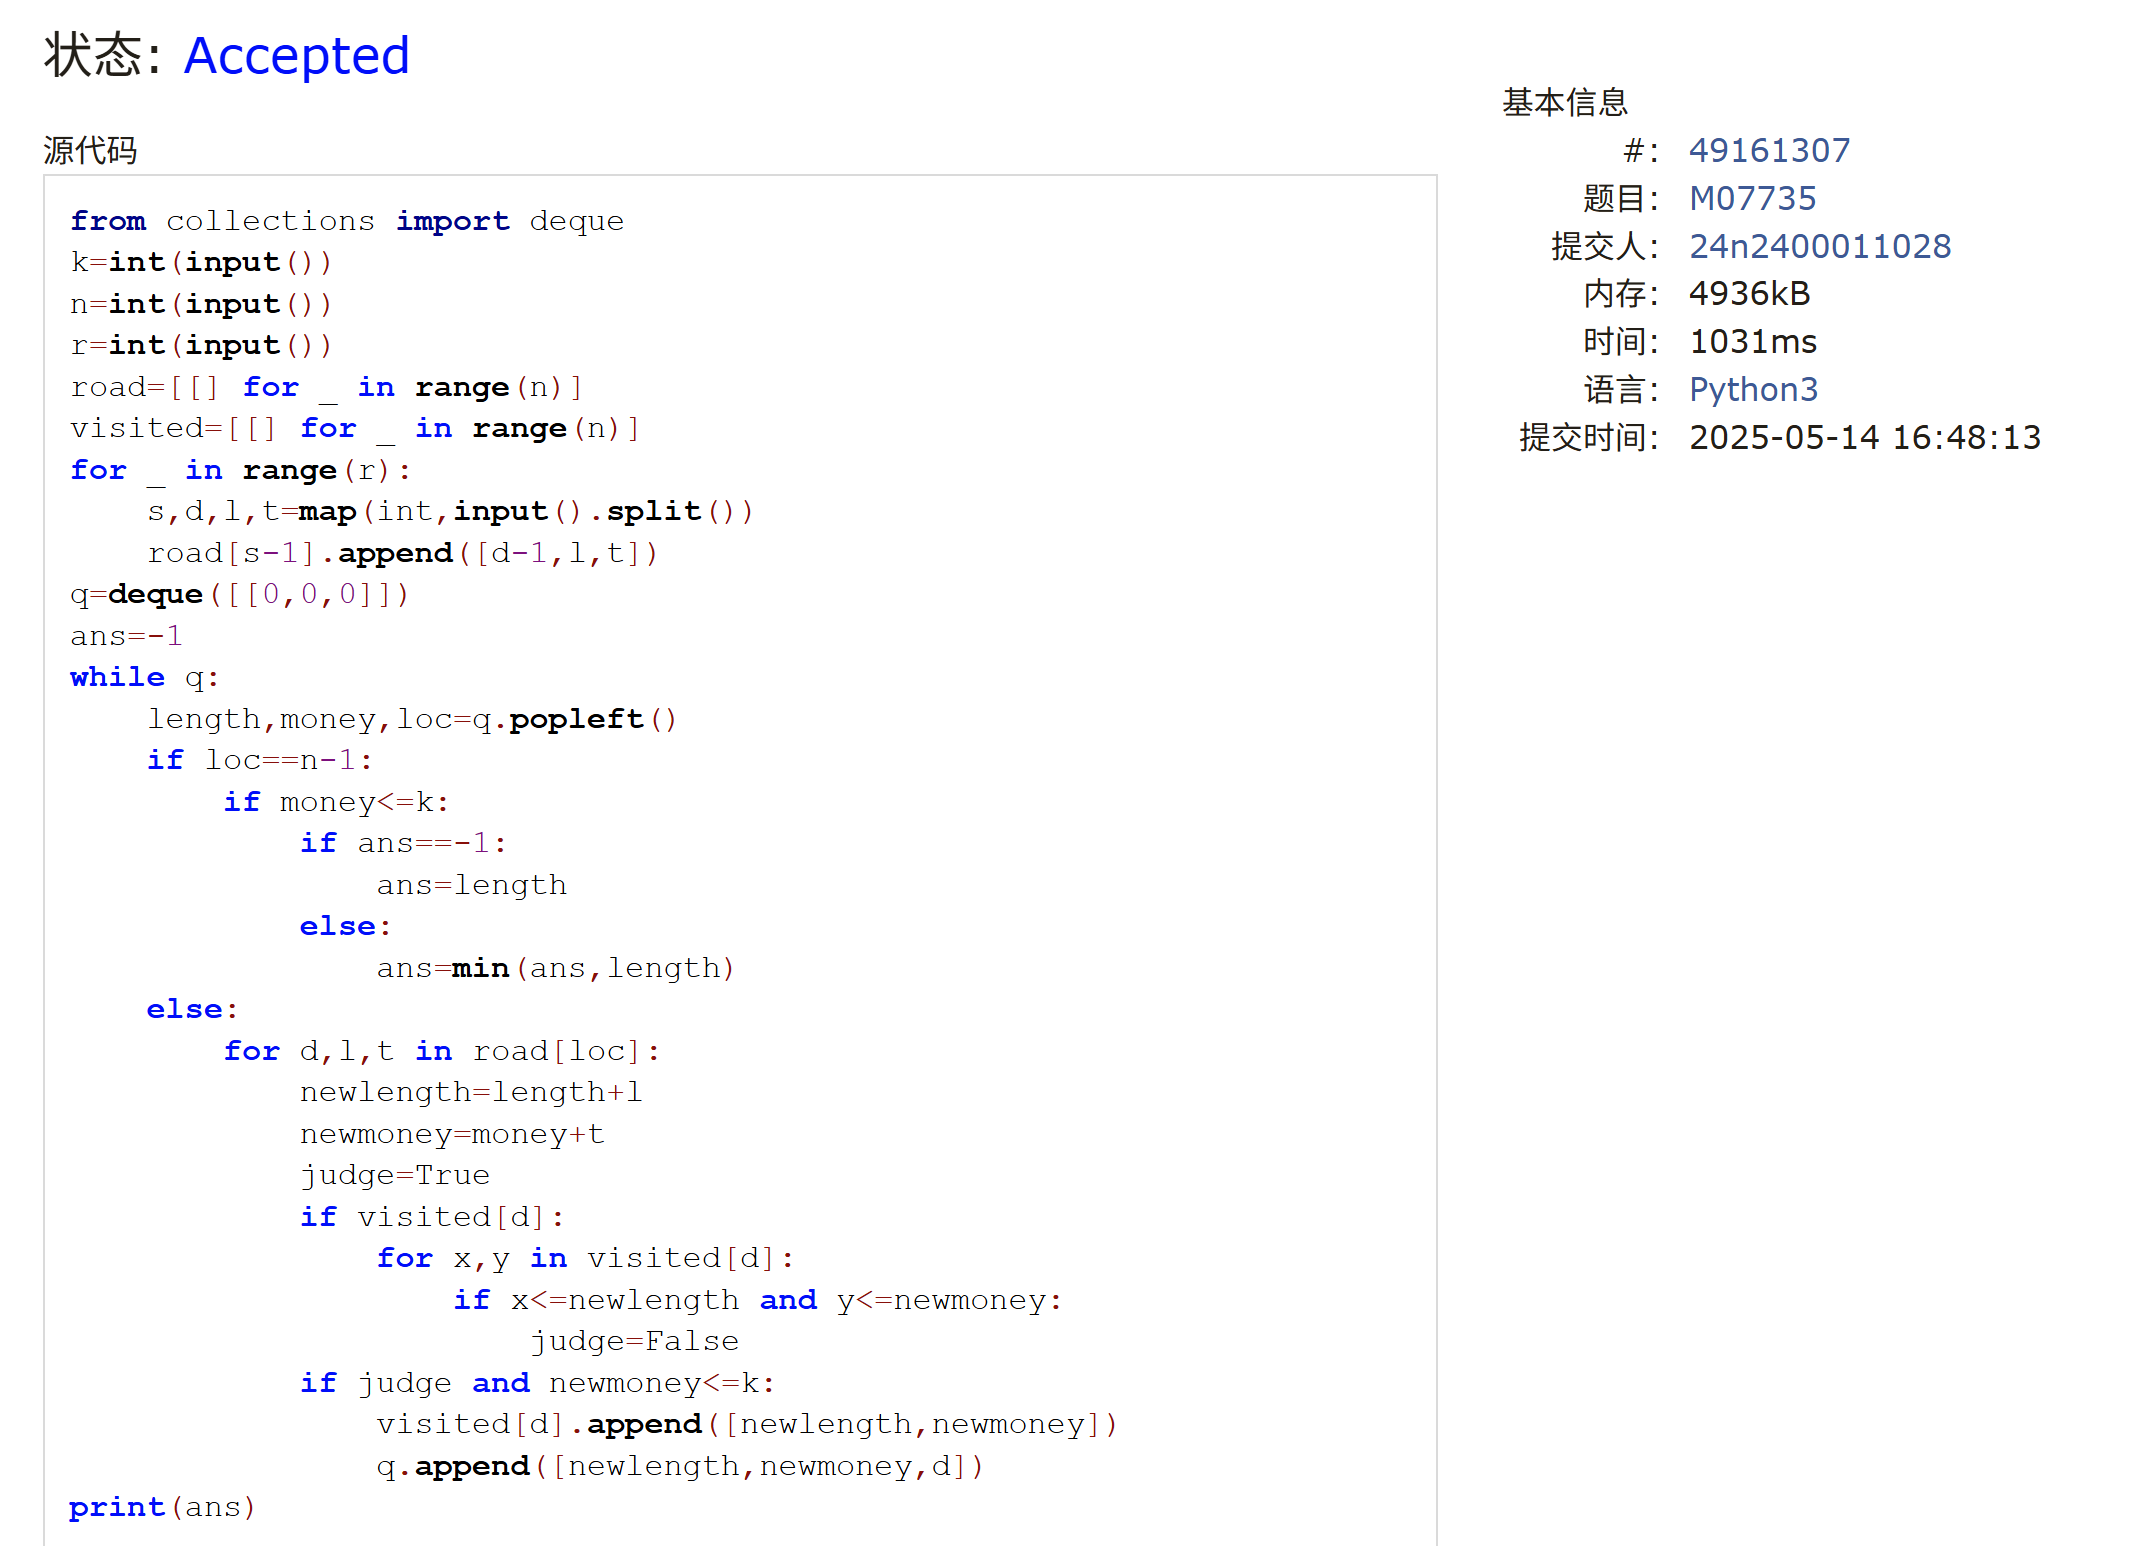 状态: Accepted
源代码
from collections import deque
k=int(input())
n=int(input())
r=int(input())
road=[[] for _ in range(n)]
visited=[[] for _ in range(n)]
for _ in range(r):
    s,d,l,t=map(int,input().split())
    road[s-1].append([d-1,l,t])
q=deque([[0,0,0]])
ans=-1
while q:
    length,money,loc=q.popleft()
    if loc==n-1:
        if money<=k:
            if ans==-1:
                ans=length
            else:
                ans=min(ans,length)
    else:
        for d,l,t in road[loc]:
            newlength=length+l
            newmoney=money+t
            judge=True
            if visited[d]:
                for x,y in visited[d]:
                    if x<=newlength and y<=newmoney:
                        judge=False
            if judge and newmoney<=k:
                visited[d].append([newlength,newmoney])
                q.append([newlength,newmoney,d])
print(ans)
基本信息
#: 49161307
题目: M07735
提交人: 24n2400011028
内存: 4936kB
时间: 1031ms
语言: Python3
提交时间: 2025-05-14 16:48:13